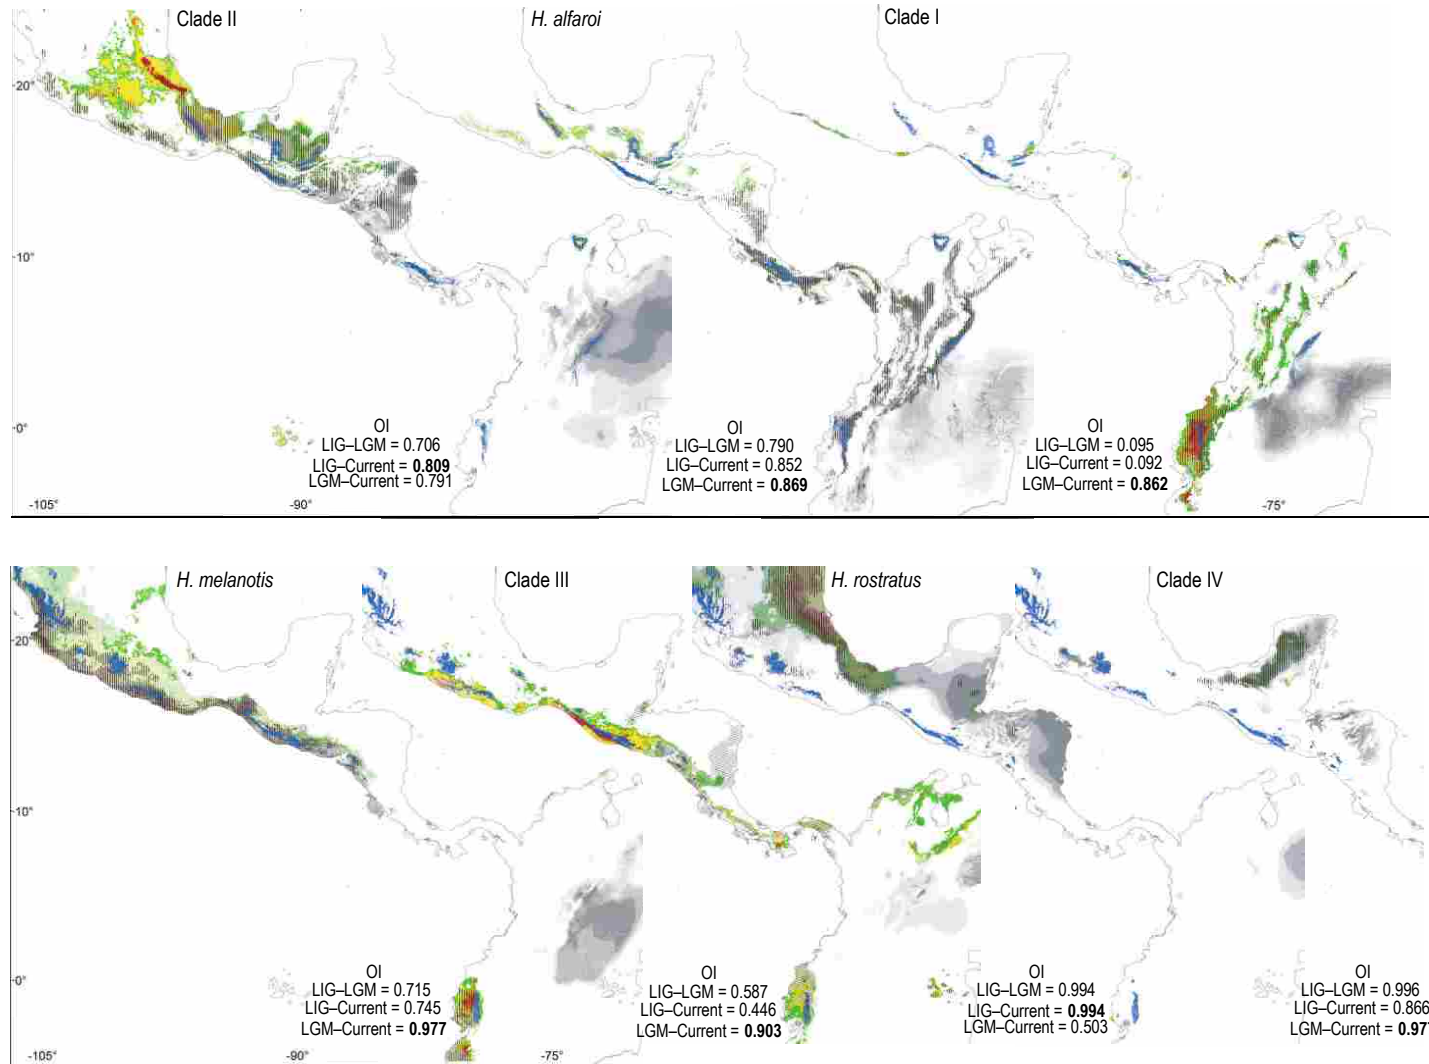 Clade II
H. alfaroi
Clade I
20°
10°
0°
OI
LIG–LGM = 0.706
LIG–Current = 0.809
LGM–Current = 0.791
OI
LIG–LGM = 0.790
LIG–Current = 0.852
LGM–Current = 0.869
OI
LIG–LGM = 0.095
LIG–Current = 0.092
LGM–Current = 0.862
-105°
-90°
-75°
H. melanotis
Clade III
H. rostratus
Clade IV
20°
10°
0°
OI
LIG–LGM = 0.715
LIG–Current = 0.745
LGM–Current = 0.977
OI
LIG–LGM = 0.587
LIG–Current = 0.446
LGM–Current = 0.903
OI
LIG–LGM = 0.994
LIG–Current = 0.994
LGM–Current = 0.503
OI
LIG–LGM = 0.996
LIG–Current = 0.866
LGM–Current = 0.977
-105°
-90°
-75°